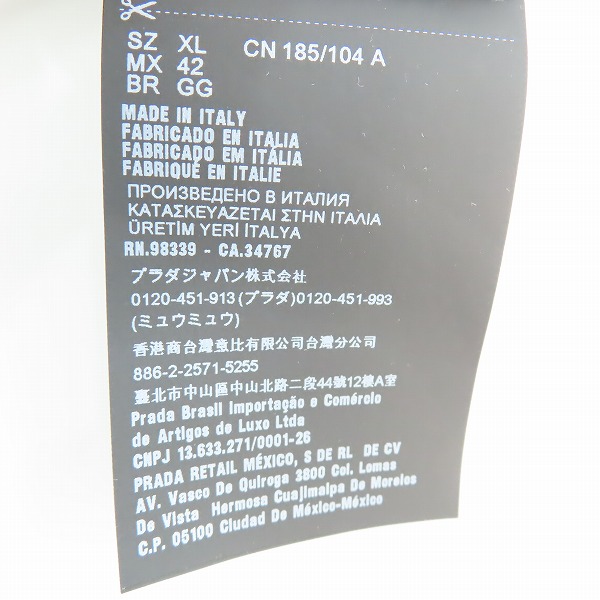 SZ XL CN 185/104 A
MX 42
BR GG
MADE IN ITALY
FABRICADO EN ITALIA
FABRICADO EM ITÁLIA
FABRIQUÉ EN ITALIE
ПРОИЗВЕДЕНО В ИТАЛИЯ
ΚΑΤΑΣΚΕΥΑΖΕΤΑΙ ΣΤΗΝ ΙΤΑΛΙΑ
ÜRETİM YERİ İTALYA
RN.98339 - CA.34767
プラダジャパン株式会社
0120-451-913(プラダ)0120-451-993
(ミュウミュウ)
香港商台灣意比有限公司台灣分公司
886-2-2571-5255
臺北市中山區中山北路二段44號12樓A室
Prada Brasil Importação e Comércio
de Artigos de Luxo Ltda
CNPJ 13.633.271/0001-26
PRADA RETAIL MÉXICO, S DE RL DE CV
AV. Vasco De Quiroga 3800 Col. Lomas
De Vista Hermosa Cuajimalpa De Morelos
C.P. 05100 Ciudad De México-México